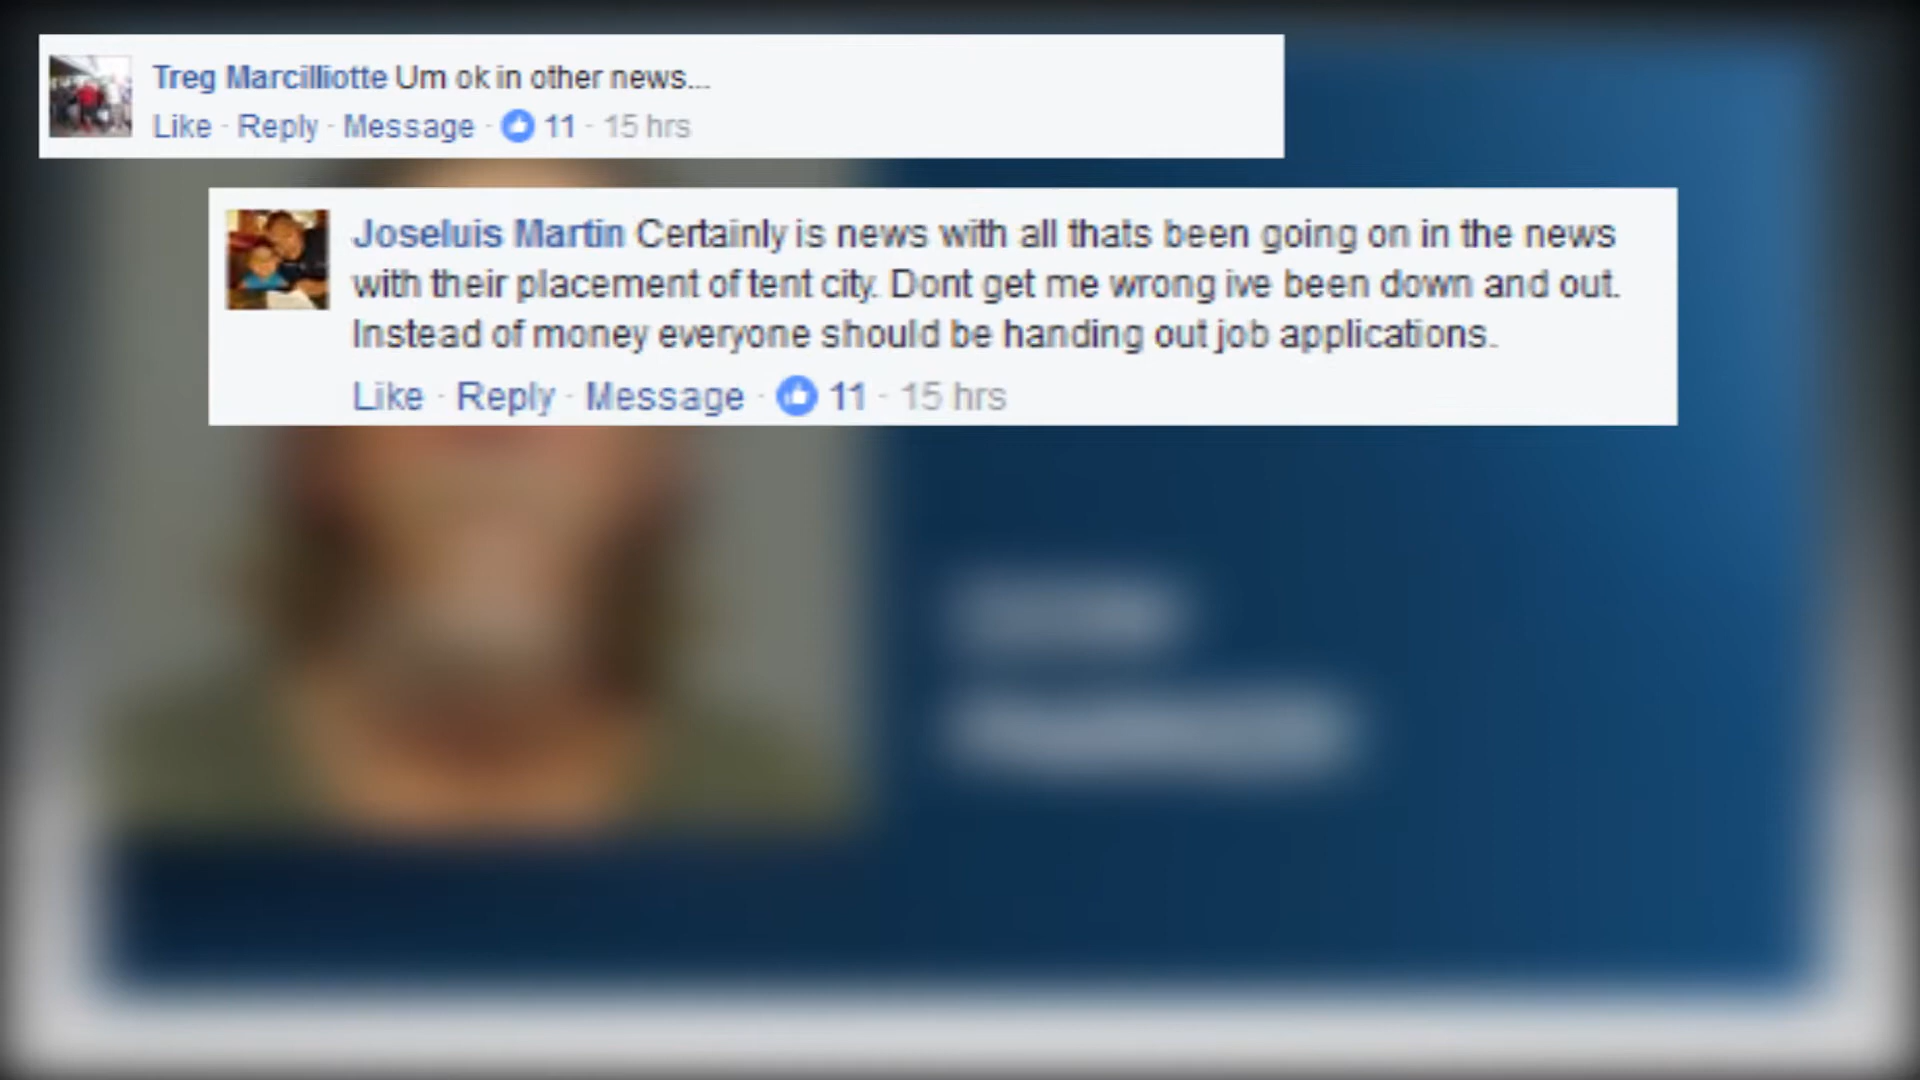 Treg Marcilliotte Um ok in other news...
Like · Reply · Message · 11 · 15 hrs
Joseluis Martin Certainly is news with all thats been going on in the news
with their placement of tent city. Dont get me wrong ive been down and out.
Instead of money everyone should be handing out job applications.
Like · Reply · Message · 11 · 15 hrs